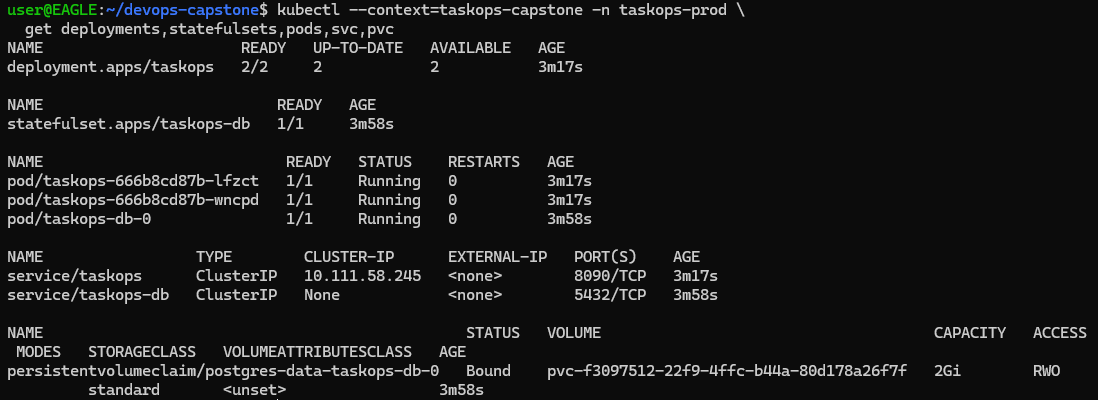 user@EAGLE:~/devops-capstone$ kubectl --context=taskops-capstone -n taskops-prod \
  get deployments,statefulsets,pods,svc,pvc
NAME                      READY   UP-TO-DATE   AVAILABLE   AGE
deployment.apps/taskops   2/2     2            2           3m17s

NAME                          READY   AGE
statefulset.apps/taskops-db   1/1     3m58s

NAME                           READY   STATUS    RESTARTS   AGE
pod/taskops-666b8cd87b-lfzct   1/1     Running   0          3m17s
pod/taskops-666b8cd87b-wncpd   1/1     Running   0          3m17s
pod/taskops-db-0               1/1     Running   0          3m58s

NAME                 TYPE        CLUSTER-IP      EXTERNAL-IP   PORT(S)    AGE
service/taskops      ClusterIP   10.111.58.245   <none>        8090/TCP   3m17s
service/taskops-db   ClusterIP   None            <none>        5432/TCP   3m58s

NAME                                               STATUS   VOLUME                                     CAPACITY   ACCESS
 MODES   STORAGECLASS   VOLUMEATTRIBUTESCLASS   AGE
persistentvolumeclaim/postgres-data-taskops-db-0   Bound    pvc-f3097512-22f9-4ffc-b44a-80d178a26f7f   2Gi        RWO
         standard       <unset>                 3m58s